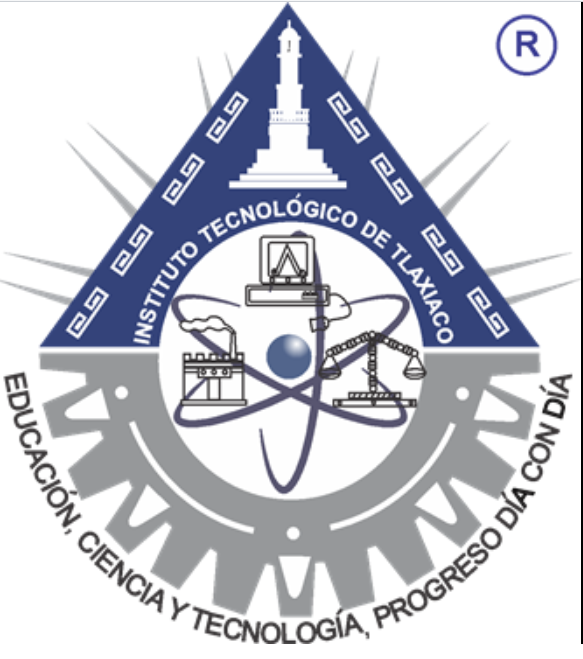 R
INSTITUTO TECNOLÓGICO DE TLAXIACO
EDUCACIÓN, CIENCIA Y TECNOLOGÍA, PROGRESO DÍA CON DÍA